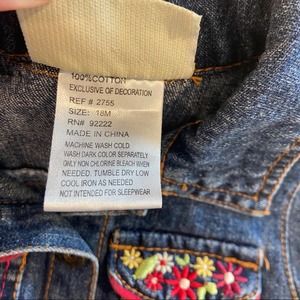 100% COTTON
EXCLUSIVE OF DECORATION
REF # 2755
SIZE: 18M
RN# 92222
MADE IN CHINA
MACHINE WASH COLD
WASH DARK COLOR SEPARATELY
ONLY NON CHLORINE BLEACH WHEN
NEEDED. TUMBLE DRY LOW
COOL IRON AS NEEDED
NOT INTENDED FOR SLEEPWEAR